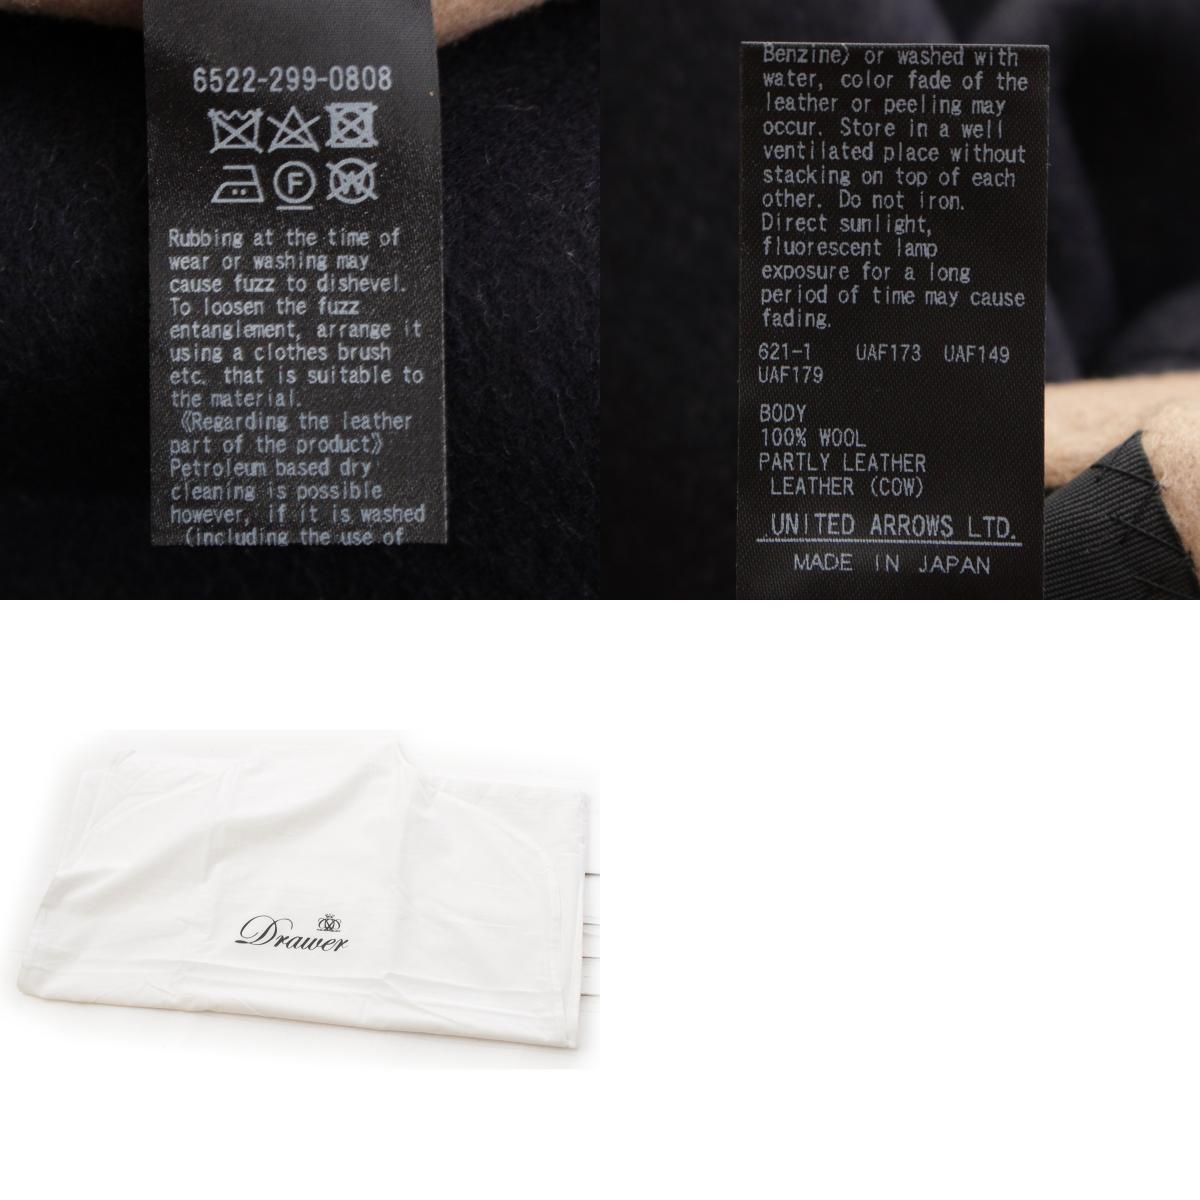 6522-299-0808
F
W
Rubbing at the time of
wear or washing may
cause fuzz to dishevel.
To loosen the fuzz
entanglement, arrange it
using a clothes brush
etc. that is suitable to
the material.
《Regarding the leather
part of the product》
Petroleum based dry
cleaning is possible
however, if it is washed
(including the use of
Benzine) or washed with
water, color fade of the
leather or peeling may
occur. Store in a well
ventilated place without
stacking on top of each
other. Do not iron.
Direct sunlight,
fluorescent lamp
exposure for a long
period of time may cause
fading.
621-1 UAF173 UAF149
UAF179
BODY
100% WOOL
PARTLY LEATHER
LEATHER (COW)
UNITED ARROWS LTD.
MADE IN JAPAN
Drawer